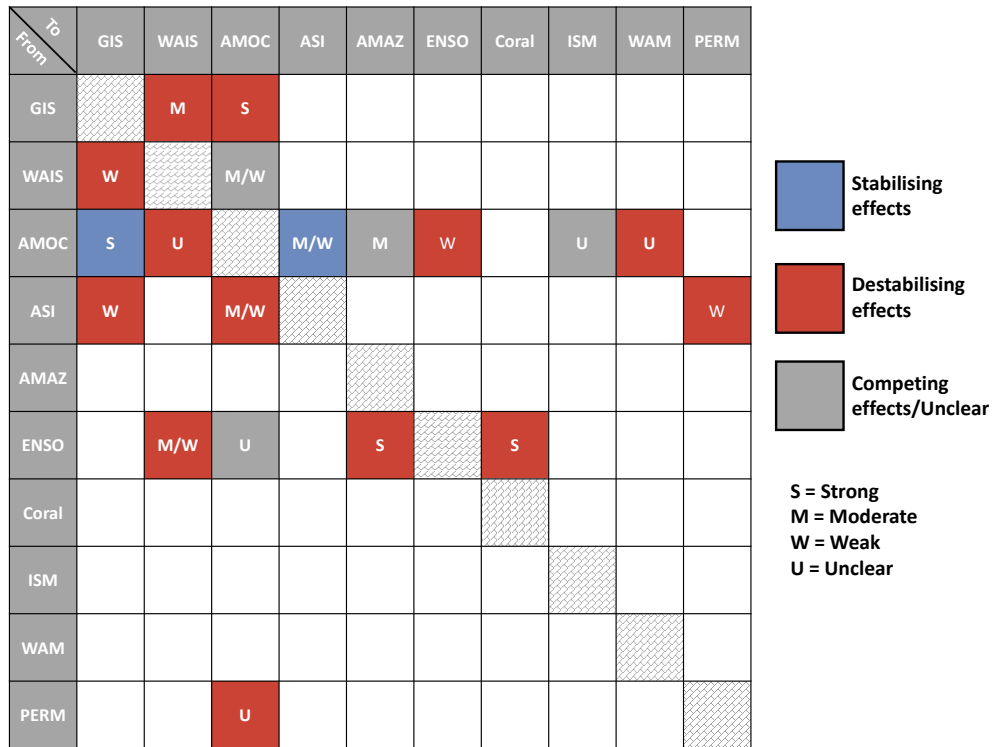 To
From
GIS WAIS AMOC ASI AMAZ ENSO Coral ISM WAM PERM
GIS M S
WAIS W M/W
AMOC S U M/W M W U U
ASI W M/W W
AMAZ
ENSO M/W U S S
Coral
ISM
WAM
PERM U
Stabilising
effects
Destabilising
effects
Competing
effects/Unclear
S = Strong
M = Moderate
W = Weak
U = Unclear